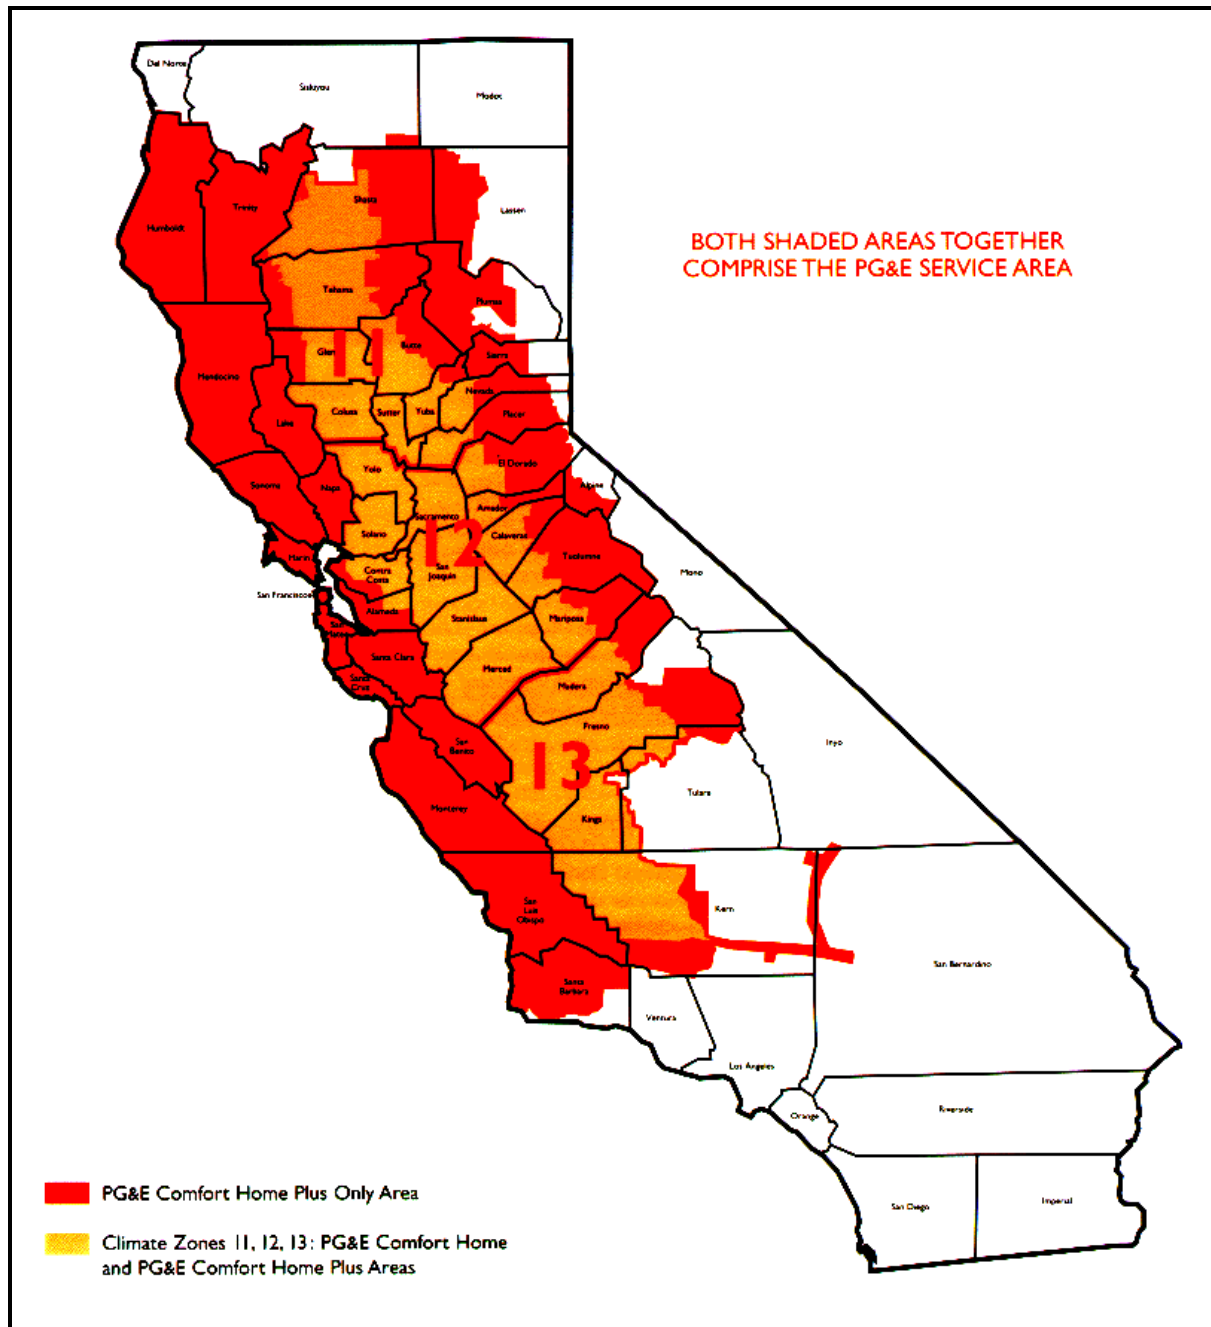 Del Norte
Siskiyou
Modoc
Shasta
Trinity
Humboldt
Lassen
BOTH SHADED AREAS TOGETHER
COMPRISE THE PG&E SERVICE AREA
Tehama
Plumas
11
Glen
Butte
Sierra
Mendocino
Nevada
Colusa
Sutter
Yuba
Placer
Lake
Yolo
El Dorado
Sonoma
Napa
Alpine
Amador
Sacramento
Solano
Calaveras
12
Marin
Tuolumne
Contra
Costa
San
Joaquin
Mono
San Francisco
Alameda
Stanislaus
Mariposa
San
Mateo
Santa Clara
Merced
Santa
Cruz
Madera
Fresno
San
Benito
Inyo
13
Tulare
Monterey
Kings
San
Luis
Obispo
Kern
San Bernardino
Santa
Barbara
Ventura
Los Angeles
Orange
Riverside
San Diego
Imperial
PG&E Comfort Home Plus Only Area
Climate Zones 11, 12, 13: PG&E Comfort Home
and PG&E Comfort Home Plus Areas